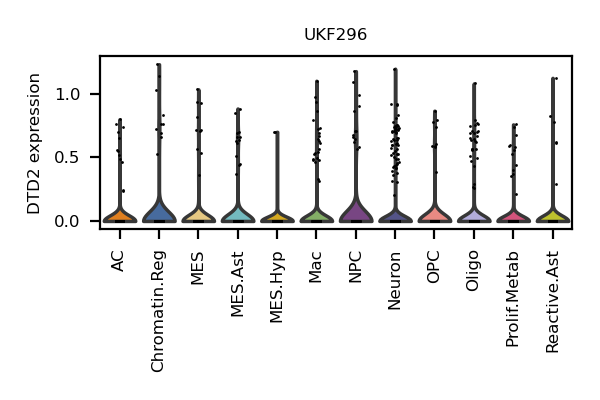 UKF296
DTD2 expression
1.0
0.5
0.0
AC
Chromatin.Reg
MES
MES.Ast
MES.Hyp
Mac
NPC
Neuron
OPC
Oligo
Prolif.Metab
Reactive.Ast